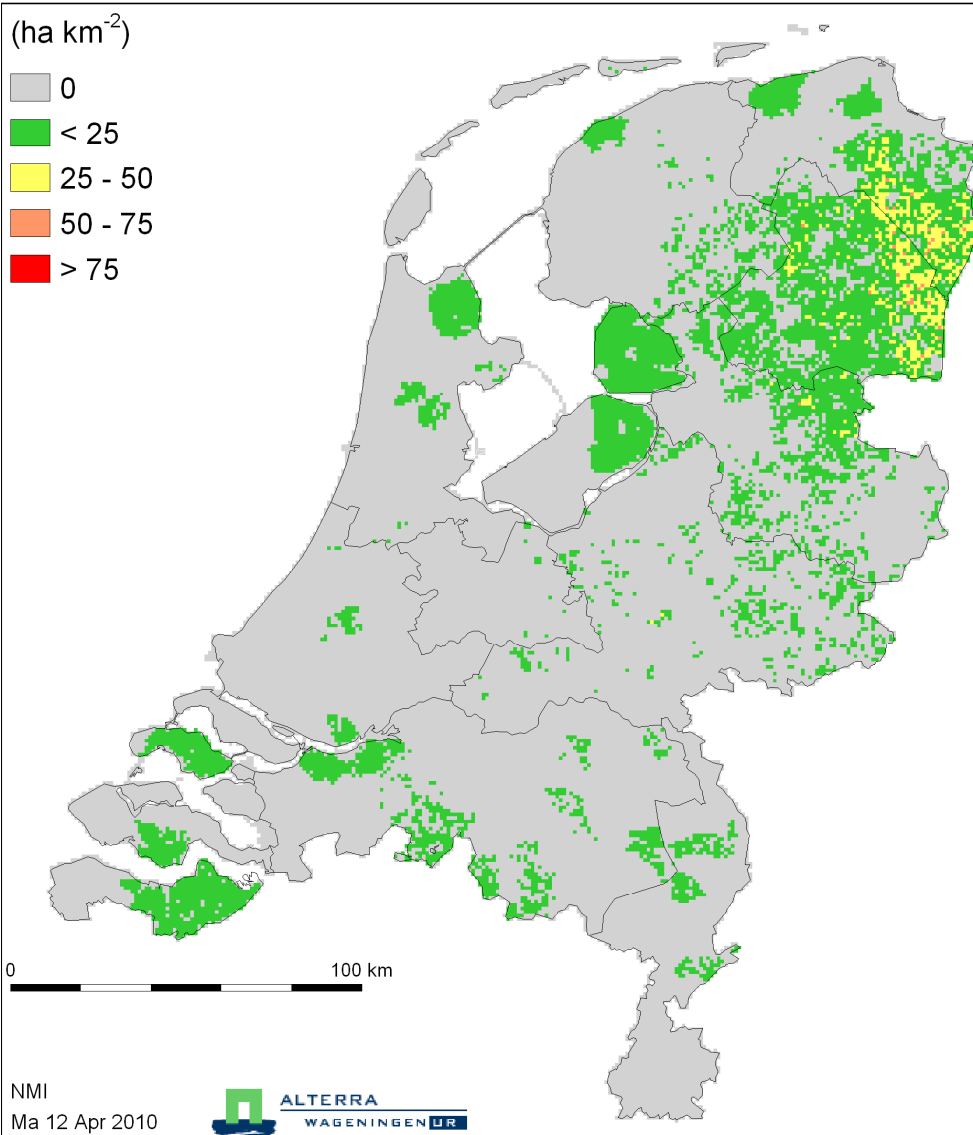 (ha km-2)
0
< 25
25 - 50
50 - 75
> 75
0 100 km
NMI
Ma 12 Apr 2010
ALTERRA
WAGENINGEN UR